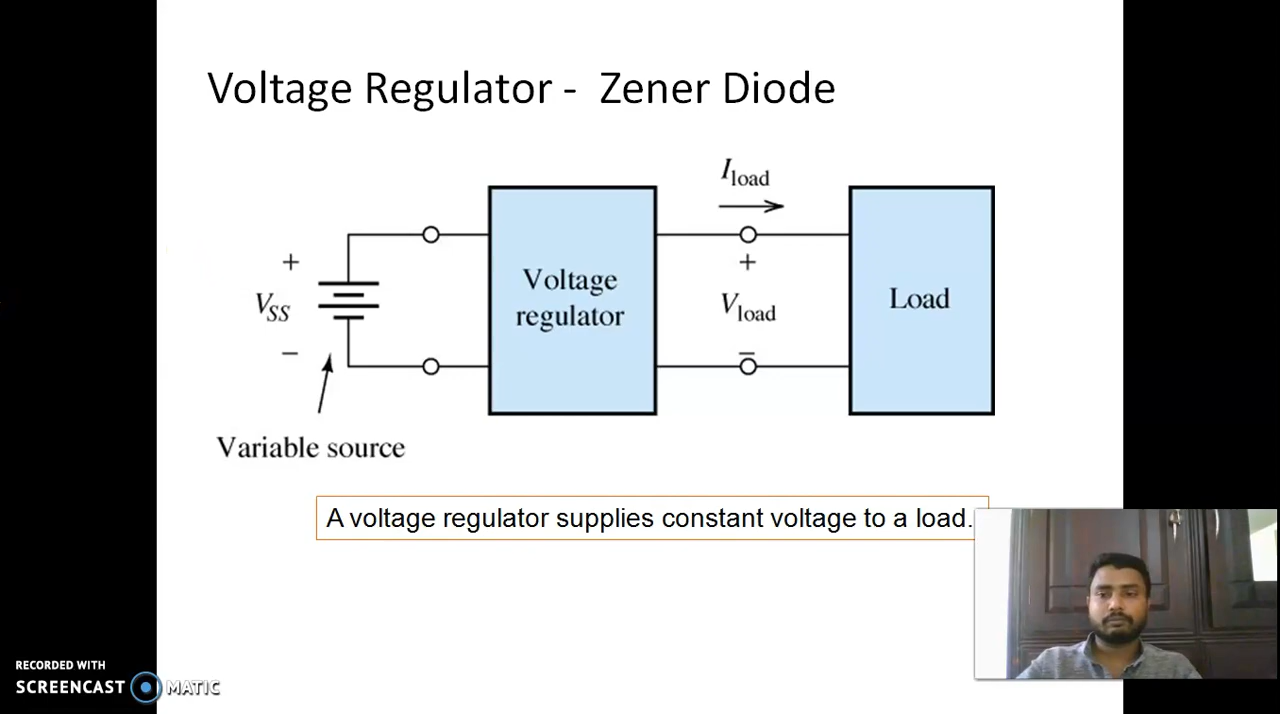 Voltage Regulator - Zener Diode
I load
+
+
V SS
Voltage
regulator
V load
Load
−
−
Variable source
A voltage regulator supplies constant voltage to a load.
RECORDED WITH
SCREENCAST MATIC